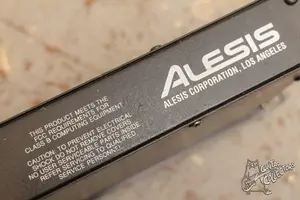 ALESIS
ALESIS CORPORATION, LOS ANGELES
THIS PRODUCT MEETS THE
FCC REQUIREMENTS FOR
CLASS B COMPUTING EQUIPMENT
CAUTION: TO PREVENT ELECTRICAL
SHOCK DO NOT REMOVE COVERS.
NO USER SERVICEABLE PARTS INSIDE.
REFER SERVICING TO QUALIFIED
SERVICE PERSONNEL.